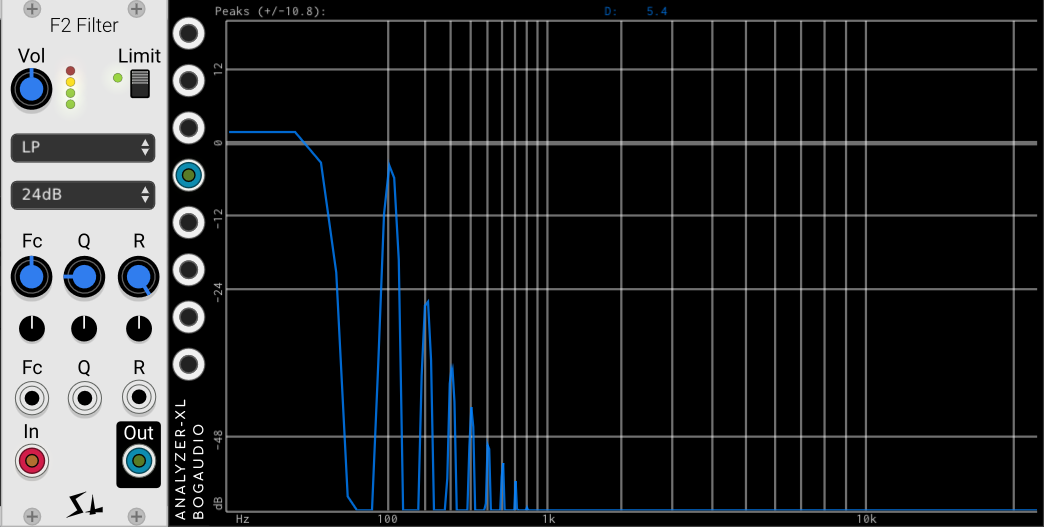 F2 Filter
Vol Limit
LP
24dB
Fc Q R
Fc Q R
In Out
SL
ANALYZER-XL
BOGAUDIO
Peaks (+/-10.8): D: 5.4
12
0
-12
-24
-48
dB
Hz 100 1k 10k